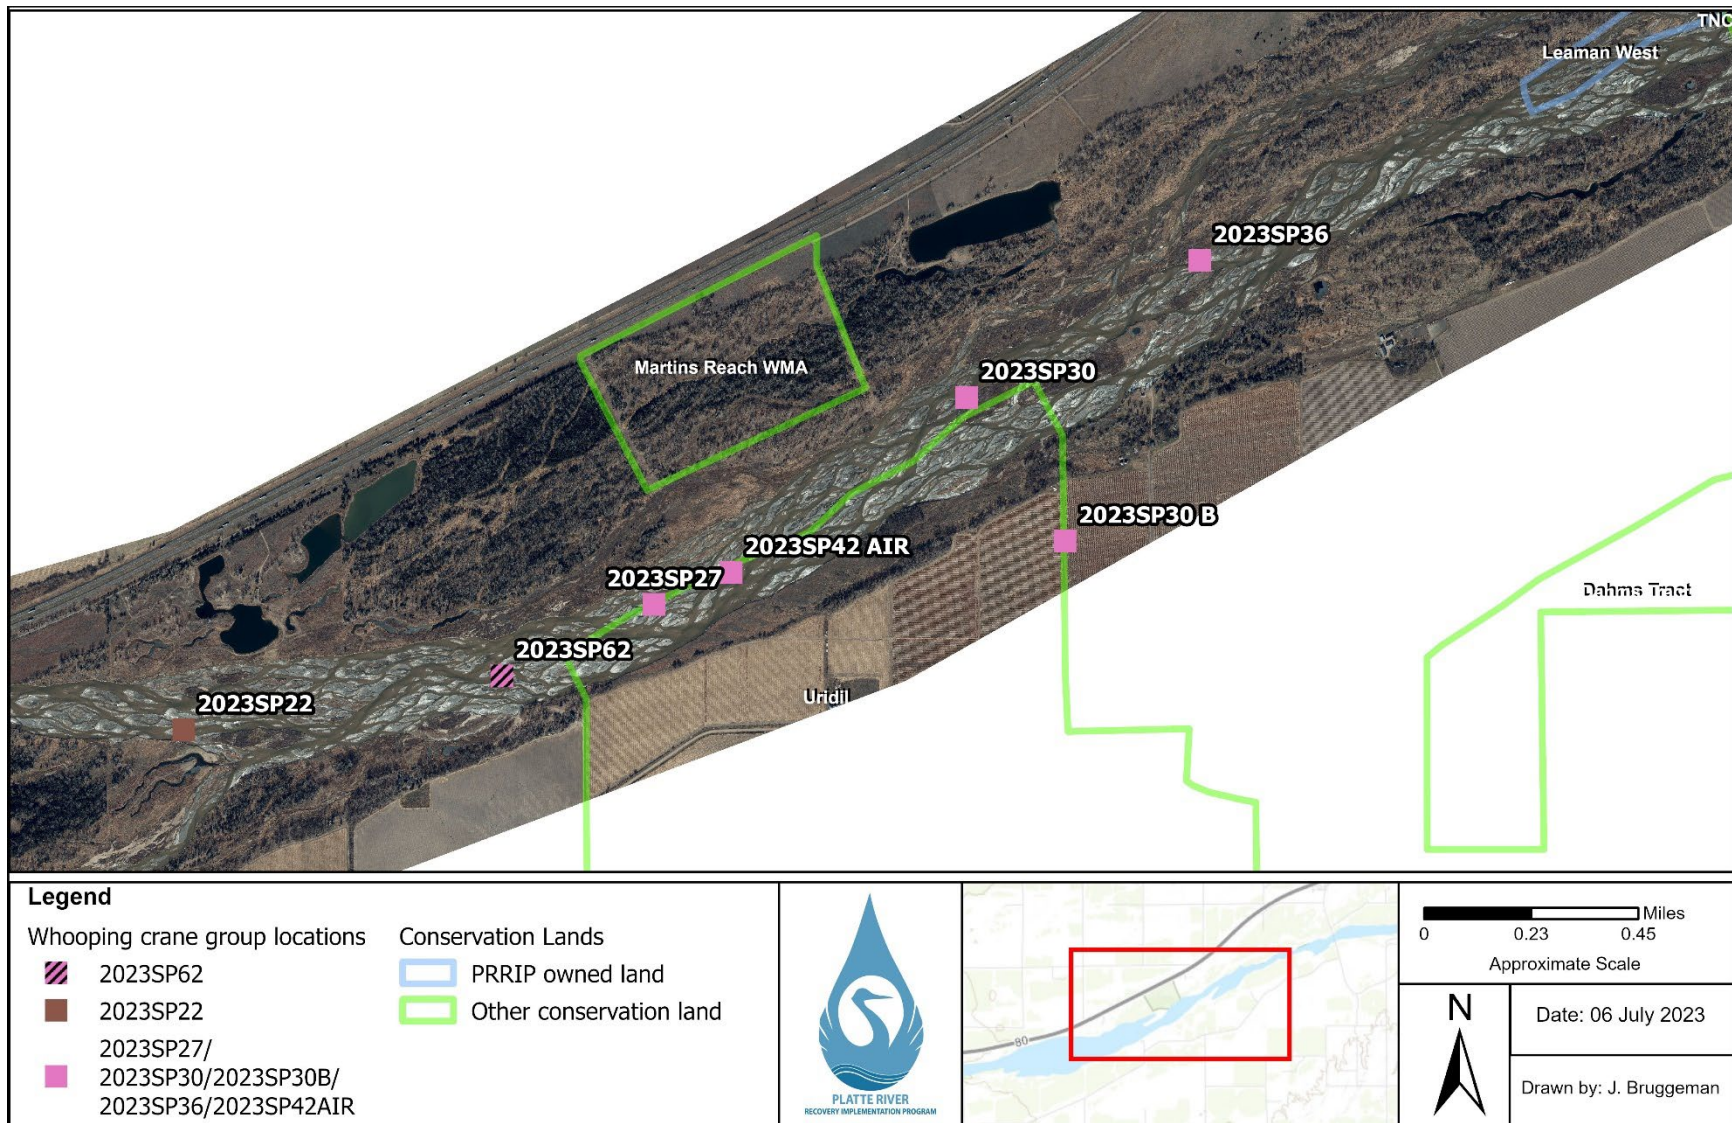 TNC
Leaman West
2023SP36
Martins Reach WMA
2023SP30
2023SP30 B
2023SP42 AIR
2023SP27
Dahms Tract
2023SP62
Uridil
2023SP22
Legend
Whooping crane group locations
2023SP62
2023SP22
2023SP27/
2023SP30/2023SP30B/
2023SP36/2023SP42AIR
Conservation Lands
PRRIP owned land
Other conservation land
PLATTE RIVER
RECOVERY IMPLEMENTATION PROGRAM
80
Miles
0 0.23 0.45
Approximate Scale
N
Date: 06 July 2023
Drawn by: J. Bruggeman